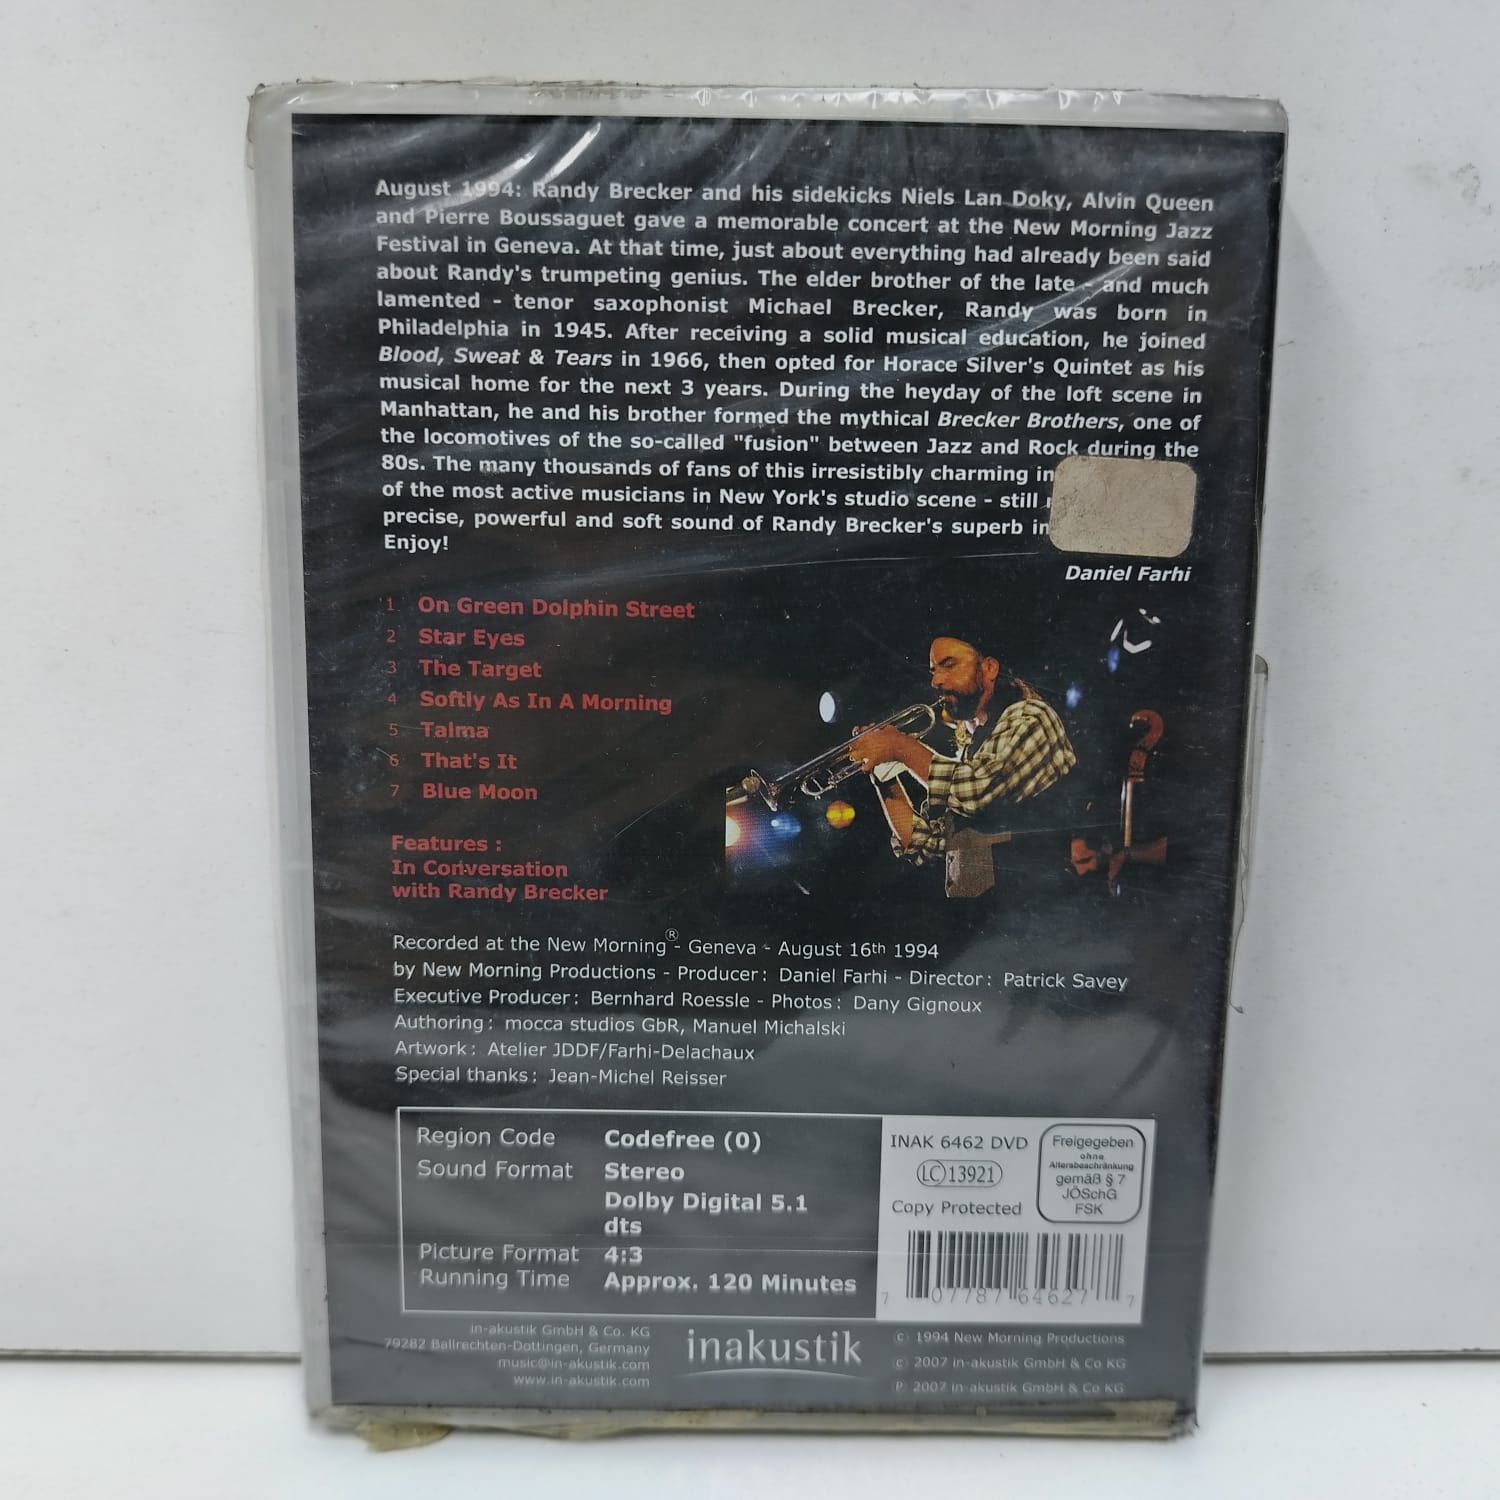 August 1994: Randy Brecker and his sidekicks Niels Lan Doky, Alvin Queen
and Pierre Boussaguet gave a memorable concert at the New Morning Jazz
Festival in Geneva. At that time, just about everything had already been said
about Randy's trumpeting genius. The elder brother of the late - and much
lamented - tenor saxophonist Michael Brecker, Randy was born in
Philadelphia in 1945. After receiving a solid musical education, he joined
Blood, Sweat & Tears in 1966, then opted for Horace Silver's Quintet as his
musical home for the next 3 years. During the heyday of the loft scene in
Manhattan, he and his brother formed the mythical Brecker Brothers, one of
the locomotives of the so-called "fusion" between Jazz and Rock during the
80s. The many thousands of fans of this irresistibly charming
of the most active musicians in New York's studio scene - still
precise, powerful and soft sound of Randy Brecker's superb
Enjoy!
Daniel Farhi
1 On Green Dolphin Street
2 Star Eyes
3 The Target
4 Softly As In A Morning
5 Talma
6 That's It
7 Blue Moon
Features :
In Conversation
with Randy Brecker
Recorded at the New Morning® - Geneva - August 16th 1994
by New Morning Productions - Producer : Daniel Farhi - Director : Patrick Savey
Executive Producer : Bernhard Roessle - Photos : Dany Gignoux
Authoring : mocca studios GbR, Manuel Michalski
Artwork : Atelier JDDF/Farhi-Delachaux
Special thanks : Jean-Michel Reisser
Region Code Codefree (0)
Sound Format Stereo
Dolby Digital 5.1
dts
Picture Format 4:3
Running Time Approx. 120 Minutes
INAK 6462 DVD
LC 13921
Copy Protected
Freigegeben
ohne
Altersbeschränkung
gemäß § 7
JÖSchG
FSK
7 07787 64627 7
in-akustik GmbH & Co. KG
79282 Ballrechten-Dottingen, Germany
music@in-akustik.com
www.in-akustik.com
inakustik
© 1994 New Morning Productions
© 2007 in-akustik GmbH & Co KG
℗ 2007 in-akustik GmbH & Co KG